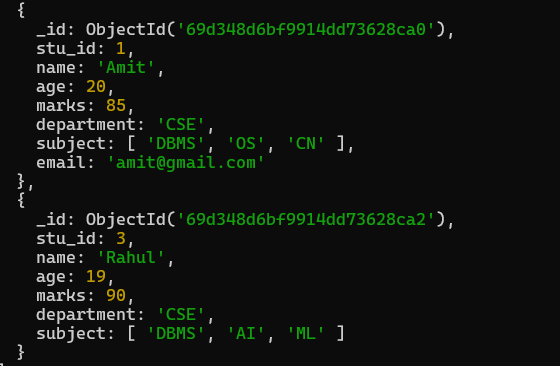 {
_id: ObjectId('69d348d6bf9914dd73628ca0'),
stu_id: 1,
name: 'Amit',
age: 20,
marks: 85,
department: 'CSE',
subject: [ 'DBMS', 'OS', 'CN' ],
email: 'amit@gmail.com'
},
{
_id: ObjectId('69d348d6bf9914dd73628ca2'),
stu_id: 3,
name: 'Rahul',
age: 19,
marks: 90,
department: 'CSE',
subject: [ 'DBMS', 'AI', 'ML' ]
}